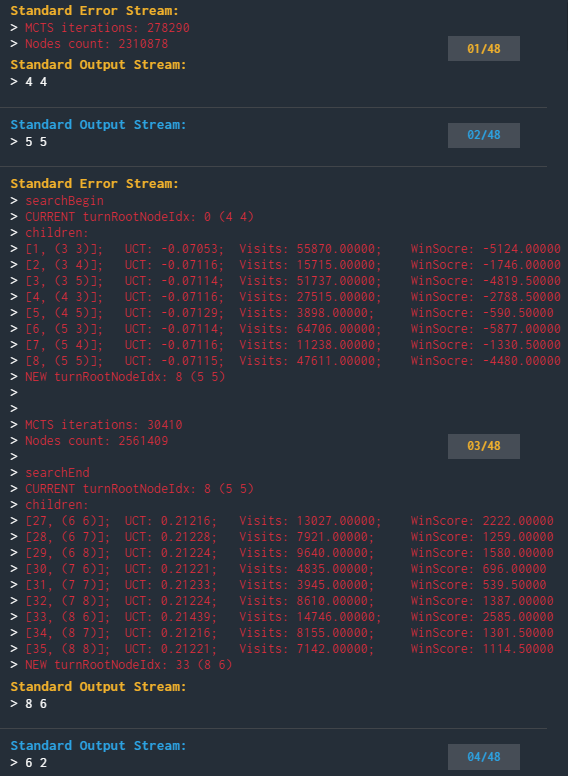 Standard Error Stream:
> MCTS iterations: 278290
> Nodes count: 2310878
01/48
Standard Output Stream:
> 4 4
Standard Output Stream:
02/48
> 5 5
Standard Error Stream:
> searchBegin
> CURRENT turnRootNodeIdx: 0 (4 4)
> children:
> [1, (3 3)]; UCT: -0.07053; Visits: 55870.00000; WinSocre: -5124.00000
> [2, (3 4)]; UCT: -0.07116; Visits: 15715.00000; WinSocre: -1746.00000
> [3, (3 5)]; UCT: -0.07114; Visits: 51737.00000; WinSocre: -4819.50000
> [4, (4 3)]; UCT: -0.07116; Visits: 27515.00000; WinSocre: -2788.50000
> [5, (4 5)]; UCT: -0.07129; Visits: 3898.00000; WinSocre: -590.50000
> [6, (5 3)]; UCT: -0.07114; Visits: 64706.00000; WinSocre: -5877.00000
> [7, (5 4)]; UCT: -0.07116; Visits: 11238.00000; WinSocre: -1330.50000
> [8, (5 5)]; UCT: -0.07115; Visits: 47611.00000; WinSocre: -4480.00000
> NEW turnRootNodeIdx: 8 (5 5)
>
>
> MCTS iterations: 30410
> Nodes count: 2561409
03/48
>
> searchEnd
> CURRENT turnRootNodeIdx: 8 (5 5)
> children:
> [27, (6 6)]; UCT: 0.21216; Visits: 13027.00000; WinScore: 2222.00000
> [28, (6 7)]; UCT: 0.21228; Visits: 7921.00000; WinScore: 1259.00000
> [29, (6 8)]; UCT: 0.21224; Visits: 9640.00000; WinScore: 1580.00000
> [30, (7 6)]; UCT: 0.21221; Visits: 4835.00000; WinScore: 696.00000
> [31, (7 7)]; UCT: 0.21233; Visits: 3945.00000; WinScore: 539.50000
> [32, (7 8)]; UCT: 0.21224; Visits: 8610.00000; WinScore: 1387.00000
> [33, (8 6)]; UCT: 0.21439; Visits: 14746.00000; WinScore: 2585.00000
> [34, (8 7)]; UCT: 0.21216; Visits: 8155.00000; WinScore: 1301.50000
> [35, (8 8)]; UCT: 0.21221; Visits: 7142.00000; WinScore: 1114.50000
> NEW turnRootNodeIdx: 33 (8 6)
Standard Output Stream:
> 8 6
Standard Output Stream:
04/48
> 6 2